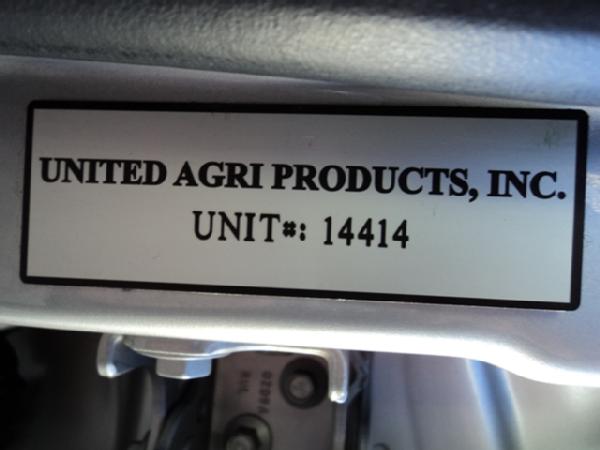 UNITED AGRI PRODUCTS, INC.
UNIT#: 14414